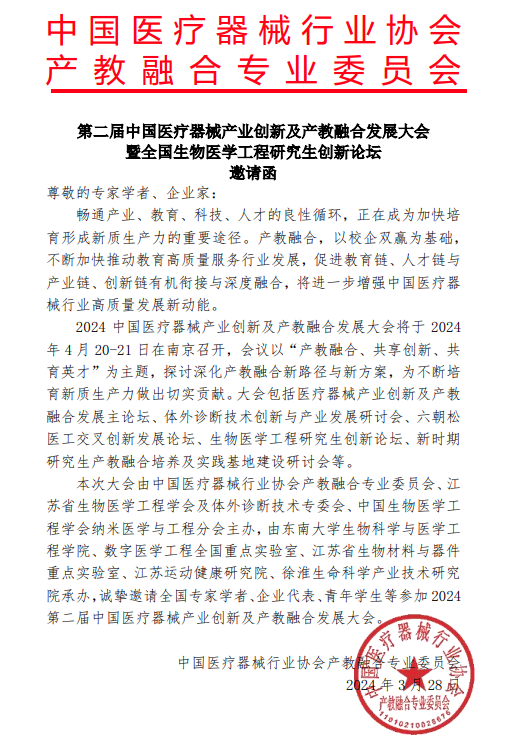 中国医疗器械行业协会
产教融合专业委员会
第二届中国医疗器械产业创新及产教融合发展大会
暨全国生物医学工程研究生创新论坛
邀请函
尊敬的专家学者、企业家：
畅通产业、教育、科技、人才的良性循环，正在成为加快培
育形成新质生产力的重要途径。产教融合，以校企双赢为基础，
不断加快推动教育高质量服务行业发展，促进教育链、人才链与
产业链、创新链有机衔接与深度融合，将进一步增强中国医疗器
械行业高质量发展新动能。
2024 中国医疗器械产业创新及产教融合发展大会将于 2024
年 4 月 20-21 日在南京召开，会议以“产教融合、共享创新、共
育英才”为主题，探讨深化产教融合新路径与新方案，为不断培
育新质生产力做出切实贡献。大会包括医疗器械产业创新及产教
融合发展主论坛、体外诊断技术创新与产业发展研讨会、六朝松
医工交叉创新发展论坛、生物医学工程研究生创新论坛、新时期
研究生产教融合培养及实践基地建设研讨会等。
本次大会由中国医疗器械行业协会产教融合专业委员会、江
苏省生物医学工程学会及体外诊断技术专委会、中国生物医学工
程学会纳米医学与工程分会主办，由东南大学生物科学与医学工
程学院、数字医学工程全国重点实验室、江苏省生物材料与器件
重点实验室、江苏运动健康研究院、徐淮生命科学产业技术研究
院承办，诚挚邀请全国专家学者、企业代表、青年学生等参加 2024
第二届中国医疗器械产业创新及产教融合发展大会。
中国医疗器械行业协会产教融合专业委员会
2024 年 3 月 28 日
中国医疗器械行业协会
产教融合专业委员会